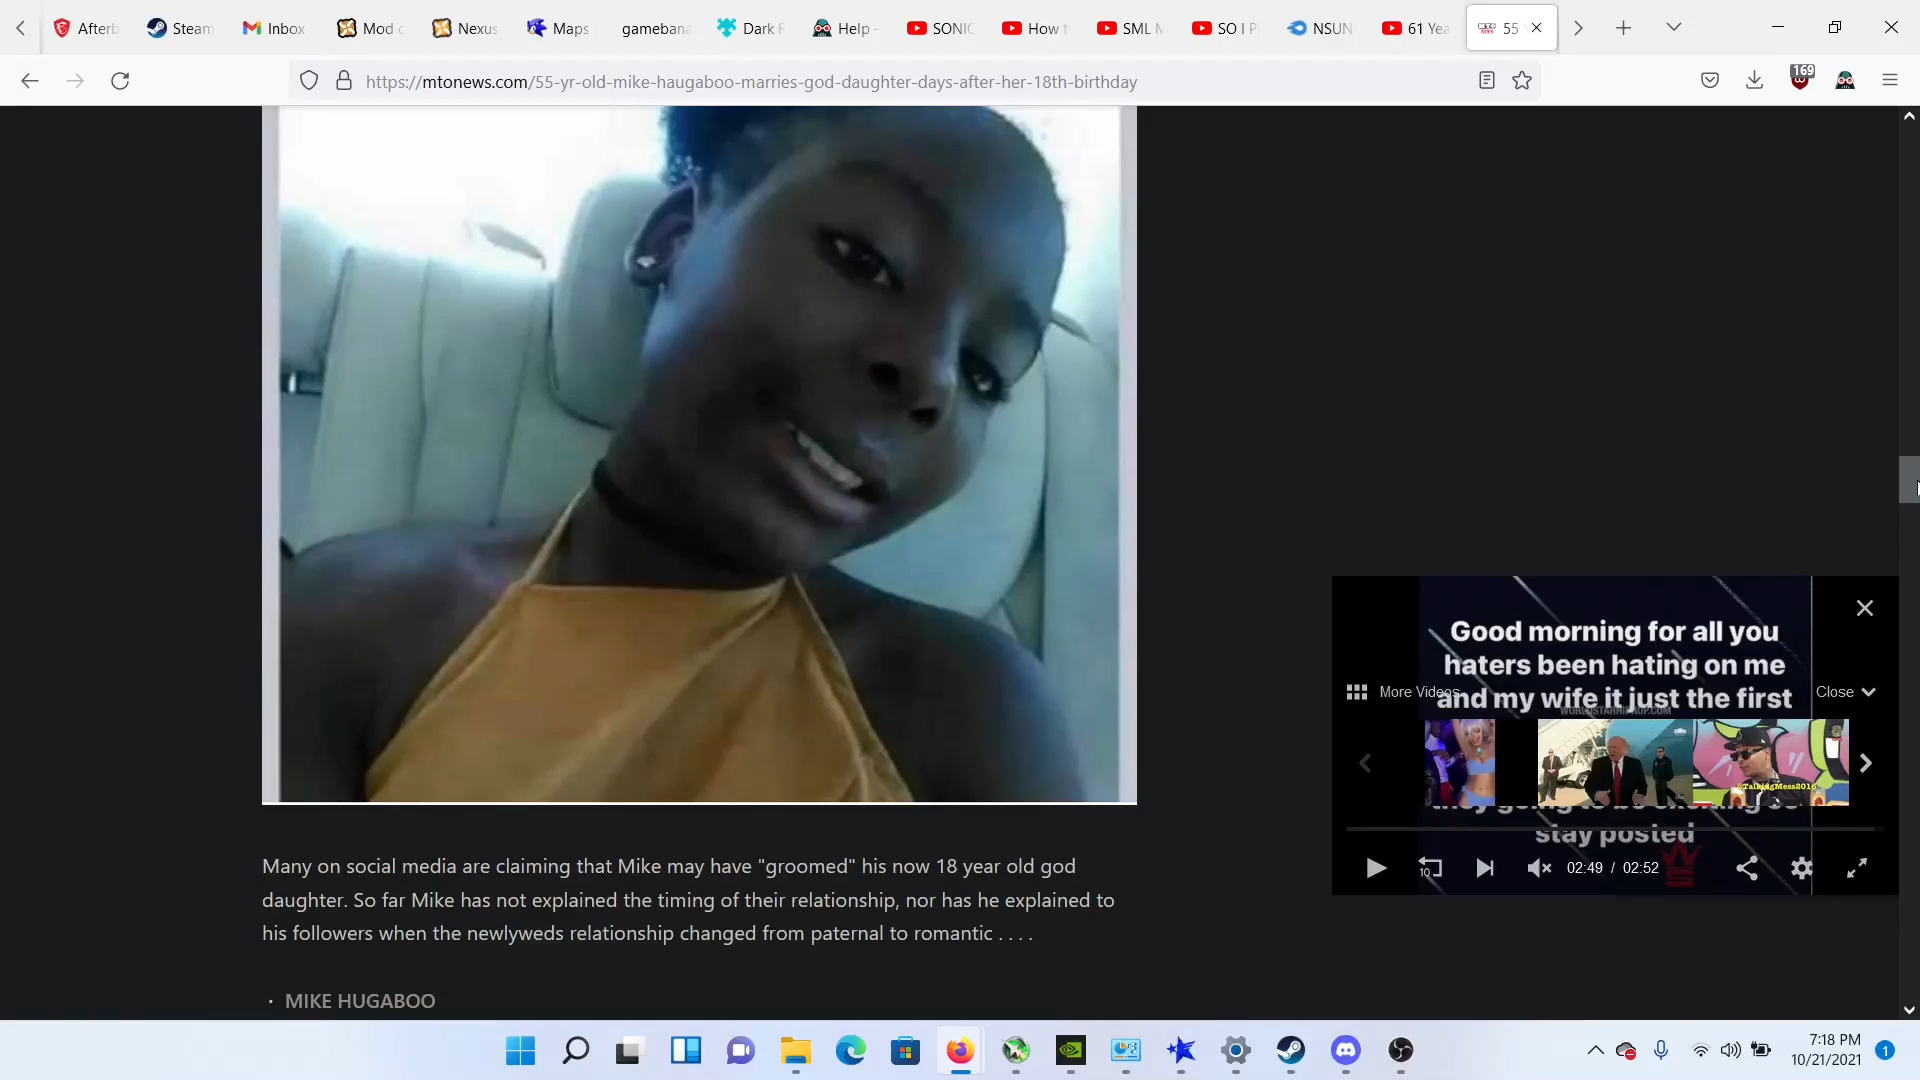 Afterb
Steam
Inbox
Mod c
Nexus
Maps
gamebana
Dark R
Help -
SONIC
How t
SML M
SO I P
NSUN
61 Yea
55
https://mtonews.com/55-yr-old-mike-haugaboo-marries-god-daughter-days-after-her-18th-birthday
169
Good morning for all you
haters been hating on me
and my wife it just the first
More Videos
Close
WORLDSTARHIPHOP.COM
@TalkingMess2016
stay posted
10
02:49 / 02:52
Many on social media are claiming that Mike may have "groomed" his now 18 year old god
daughter. So far Mike has not explained the timing of their relationship, nor has he explained to
his followers when the newlyweds relationship changed from paternal to romantic . . . .
· MIKE HUGABOO
7:18 PM
10/21/2021
1